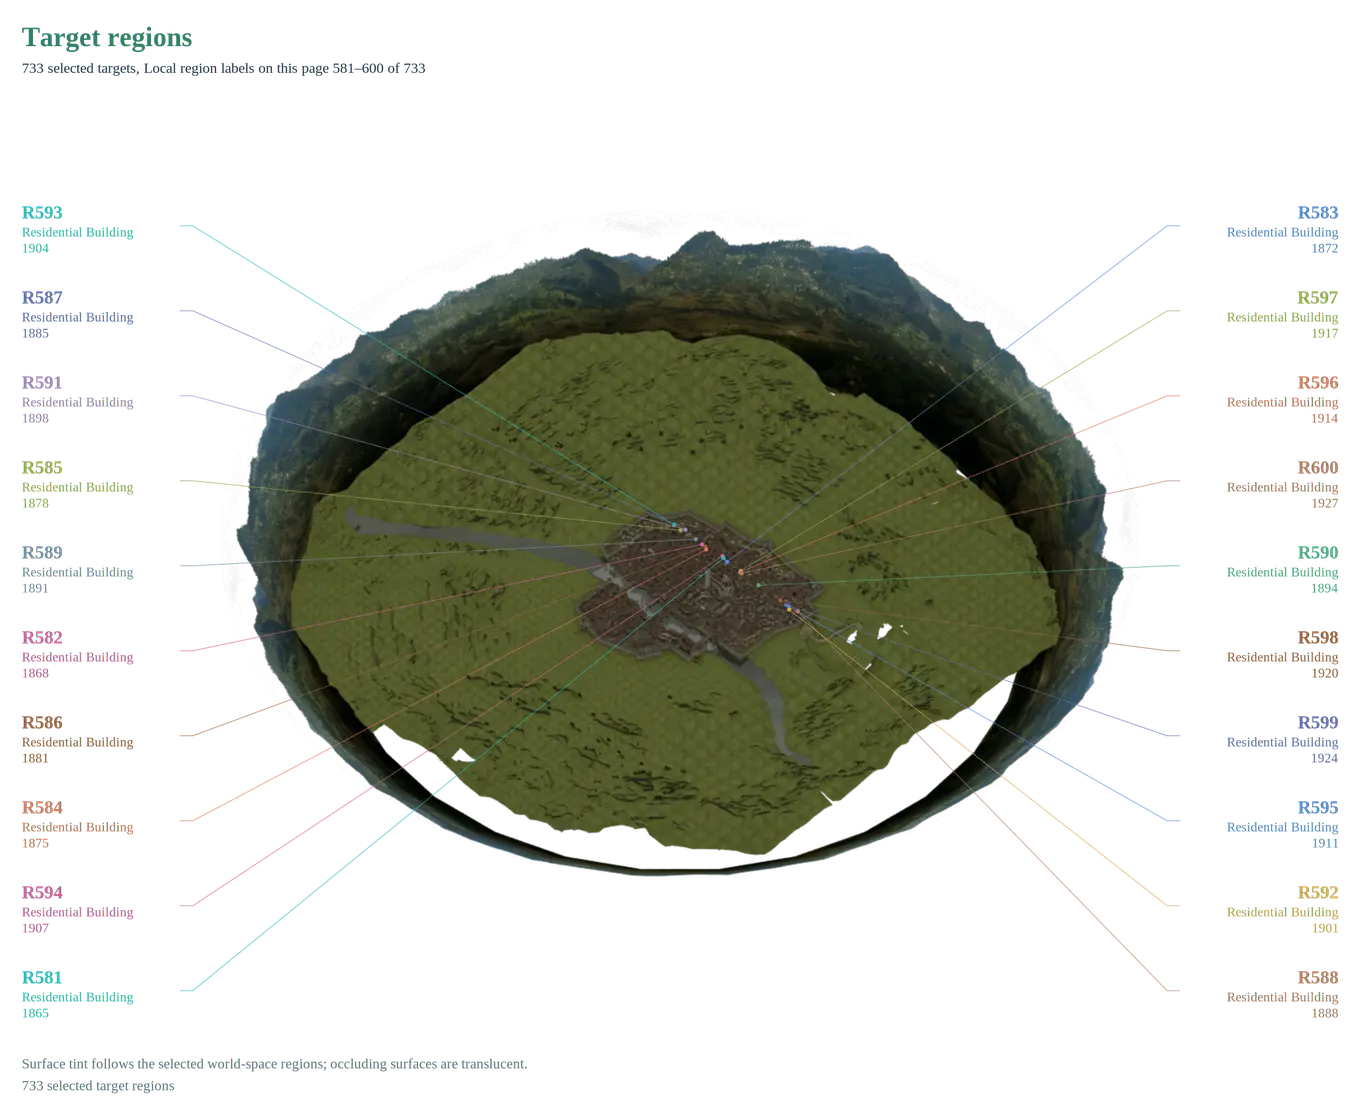 Target regions
733 selected targets, Local region labels on this page 581–600 of 733
R593
Residential Building
1904
R587
Residential Building
1885
R591
Residential Building
1898
R585
Residential Building
1878
R589
Residential Building
1891
R582
Residential Building
1868
R586
Residential Building
1881
R584
Residential Building
1875
R594
Residential Building
1907
R581
Residential Building
1865
R583
Residential Building
1872
R597
Residential Building
1917
R596
Residential Building
1914
R600
Residential Building
1927
R590
Residential Building
1894
R598
Residential Building
1920
R599
Residential Building
1924
R595
Residential Building
1911
R592
Residential Building
1901
R588
Residential Building
1888
Surface tint follows the selected world-space regions; occluding surfaces are translucent.
733 selected target regions